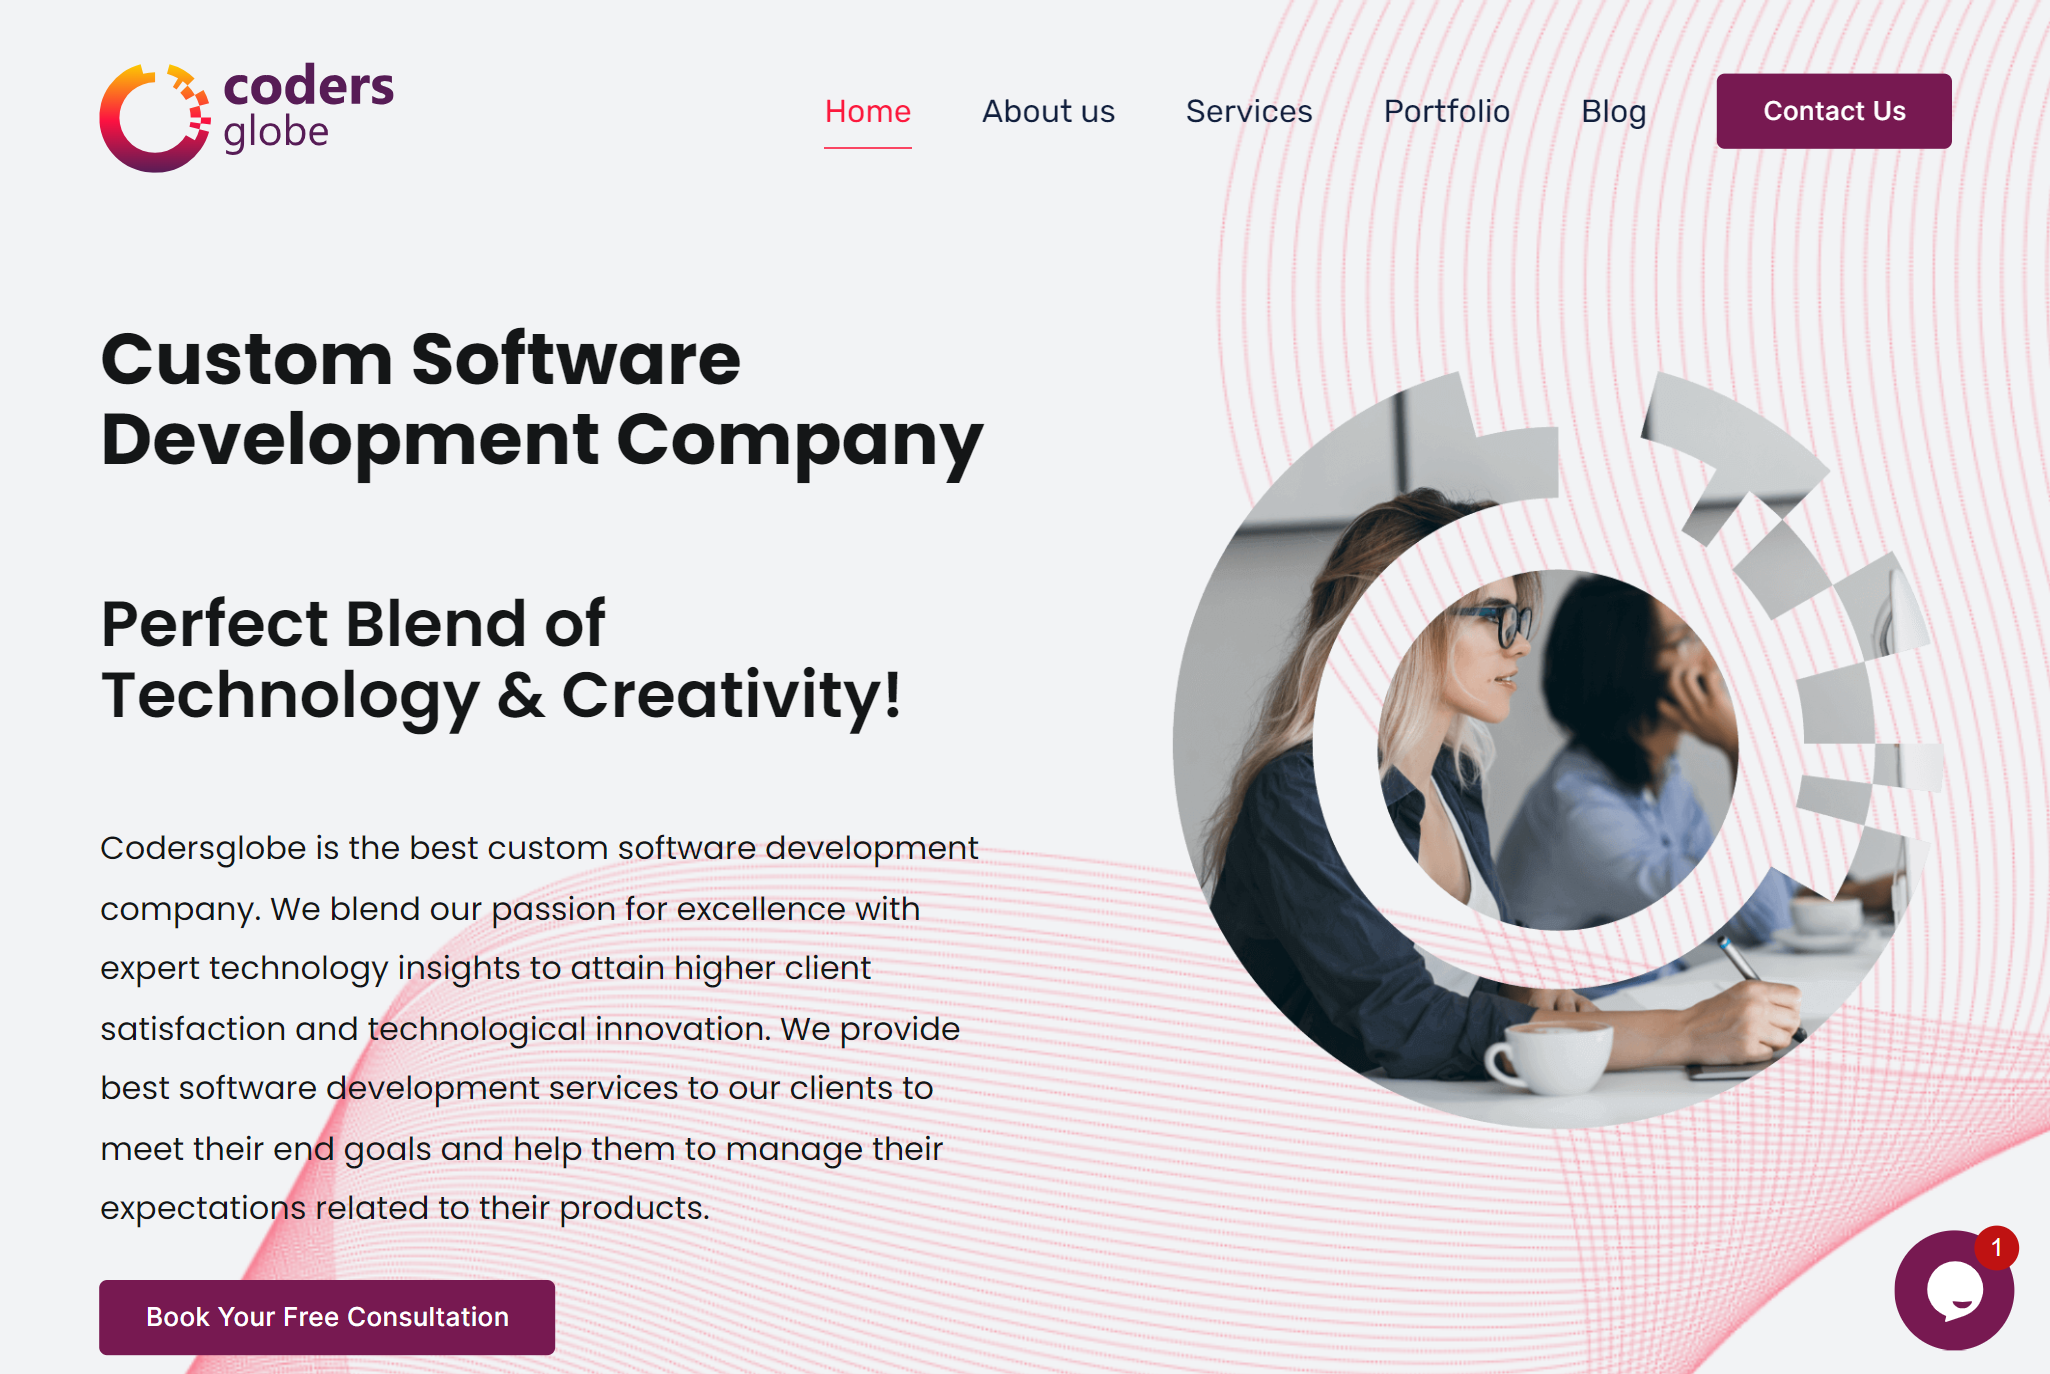 coders
globe
Home
About us
Services
Portfolio
Blog
Contact Us
Custom Software
Development Company
Perfect Blend of
Technology & Creativity!
Codersglobe is the best custom software development
company. We blend our passion for excellence with
expert technology insights to attain higher client
satisfaction and technological innovation. We provide
best software development services to our clients to
meet their end goals and help them to manage their
expectations related to their products.
Book Your Free Consultation
1